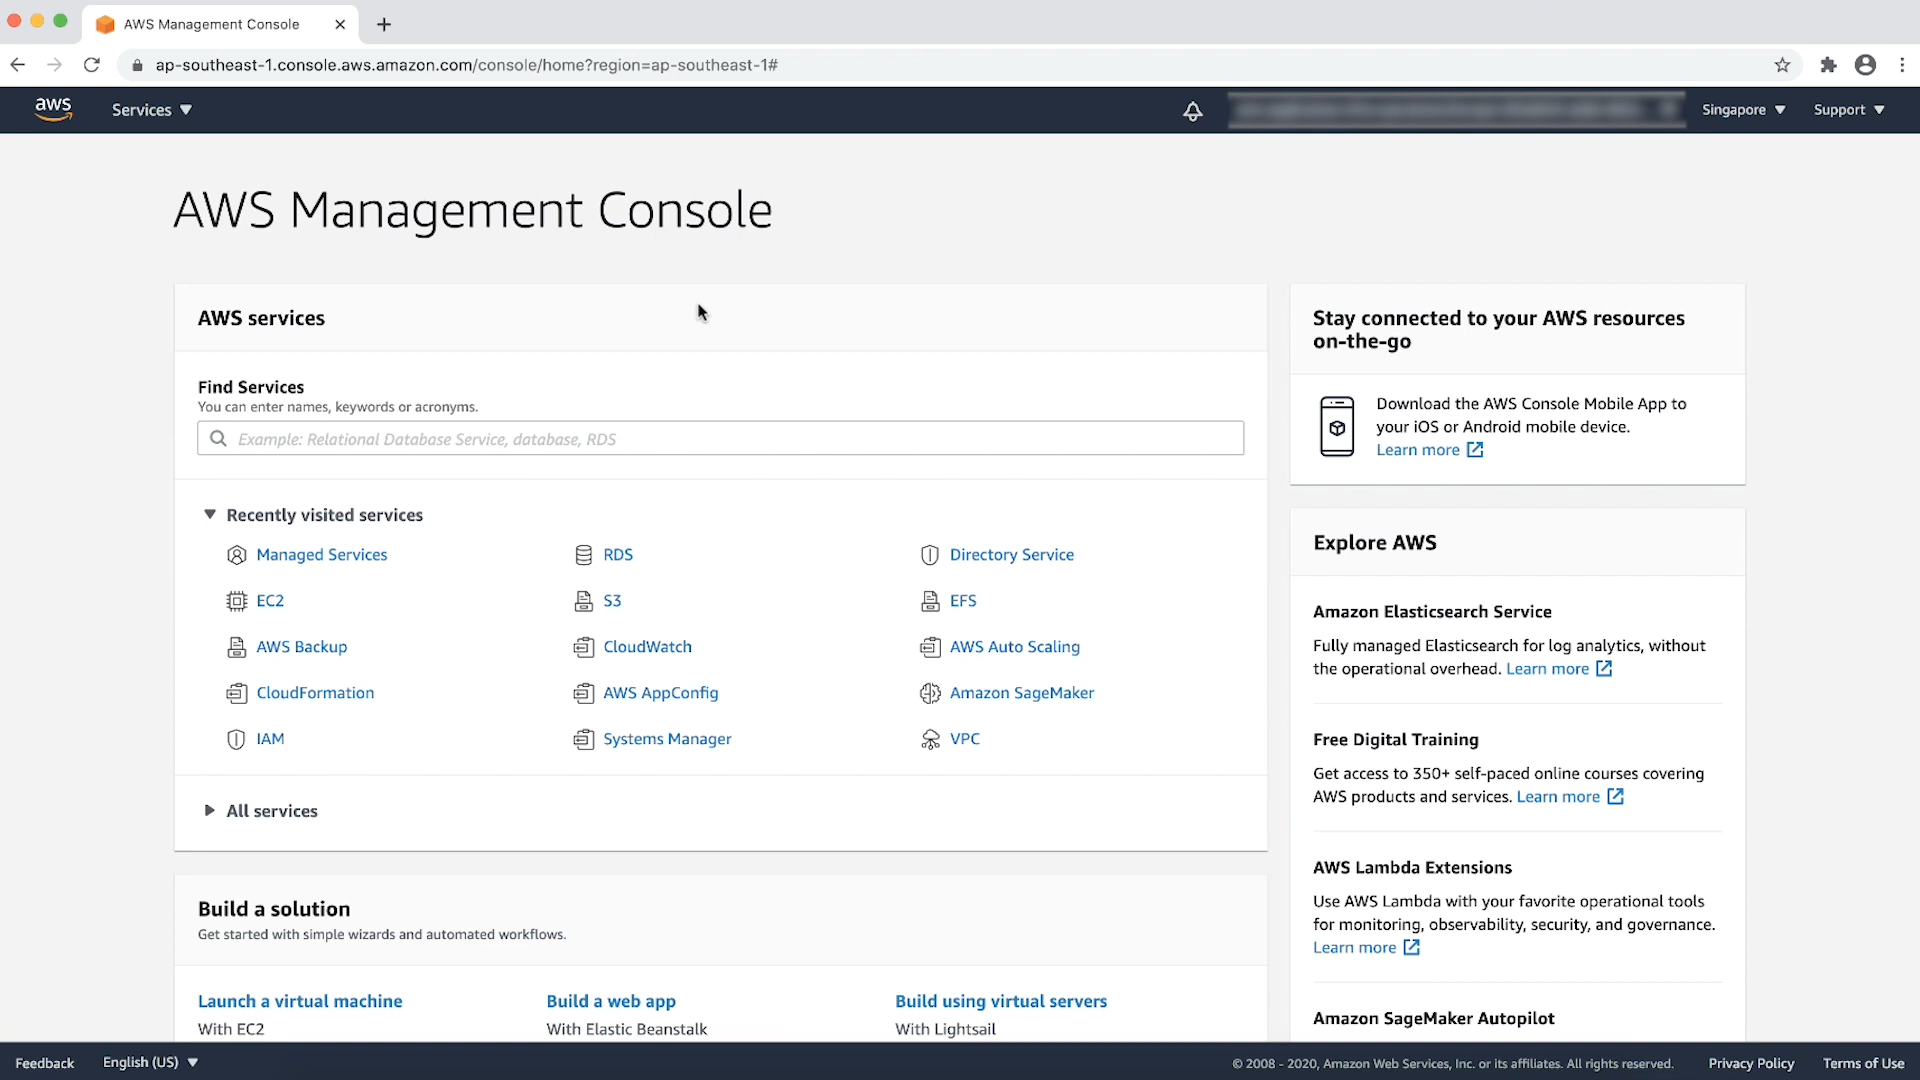 AWS Management Console
ap-southeast-1.console.aws.amazon.com/console/home?region=ap-southeast-1#
aws
Services
Singapore
Support
AWS Management Console
AWS services
Find Services
You can enter names, keywords or acronyms.
Example: Relational Database Service, database, RDS
Recently visited services
Managed Services
RDS
Directory Service
EC2
S3
EFS
AWS Backup
CloudWatch
AWS Auto Scaling
CloudFormation
AWS AppConfig
Amazon SageMaker
IAM
Systems Manager
VPC
All services
Build a solution
Get started with simple wizards and automated workflows.
Launch a virtual machine
With EC2
Build a web app
With Elastic Beanstalk
Build using virtual servers
With Lightsail
Stay connected to your AWS resources
on-the-go
Download the AWS Console Mobile App to
your iOS or Android mobile device.
Learn more
Explore AWS
Amazon Elasticsearch Service
Fully managed Elasticsearch for log analytics, without
the operational overhead. Learn more
Free Digital Training
Get access to 350+ self-paced online courses covering
AWS products and services. Learn more
AWS Lambda Extensions
Use AWS Lambda with your favorite operational tools
for monitoring, observability, security, and governance.
Learn more
Amazon SageMaker Autopilot
Feedback
English (US)
© 2008 - 2020, Amazon Web Services, Inc. or its affiliates. All rights reserved.
Privacy Policy
Terms of Use